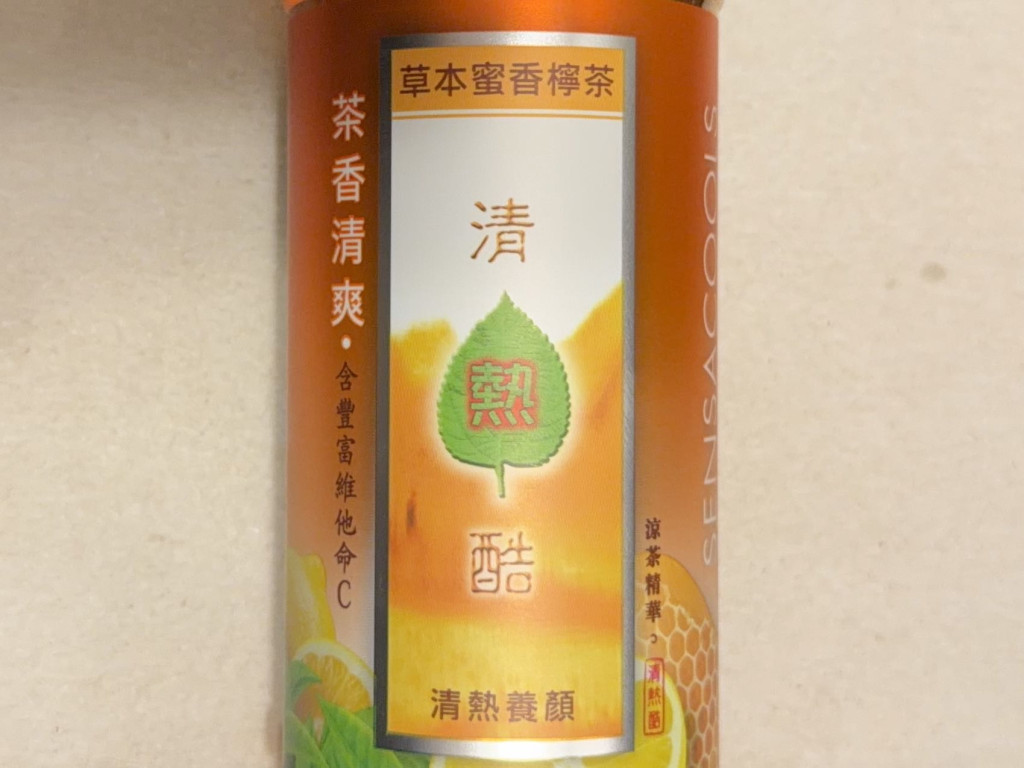 草本蜜香檸茶
清
熱
酷
清熱養顏
茶香清爽・含豐富維他命C
SENSACOOLS
涼茶精華。
清熱酷